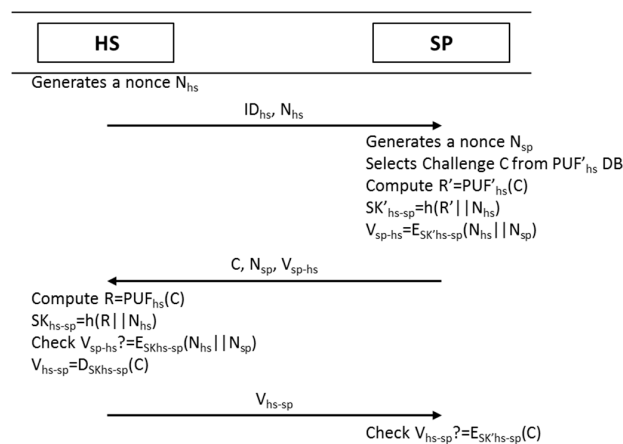 HS
SP
Generates a nonce Nhs
IDhs, Nhs
Generates a nonce Nsp
Selects Challenge C from PUF'hs DB
Compute R'=PUF'hs(C)
SK'hs-sp=h(R'||Nhs)
Vsp-hs=ESK'hs-sp(Nhs||Nsp)
C, Nsp, Vsp-hs
Compute R=PUFhs(C)
SKhs-sp=h(R||Nhs)
Check Vsp-hs?=ESKhs-sp(Nhs||Nsp)
Vhs-sp=DSKhs-sp(C)
Vhs-sp
Check Vhs-sp?=ESK'hs-sp(C)